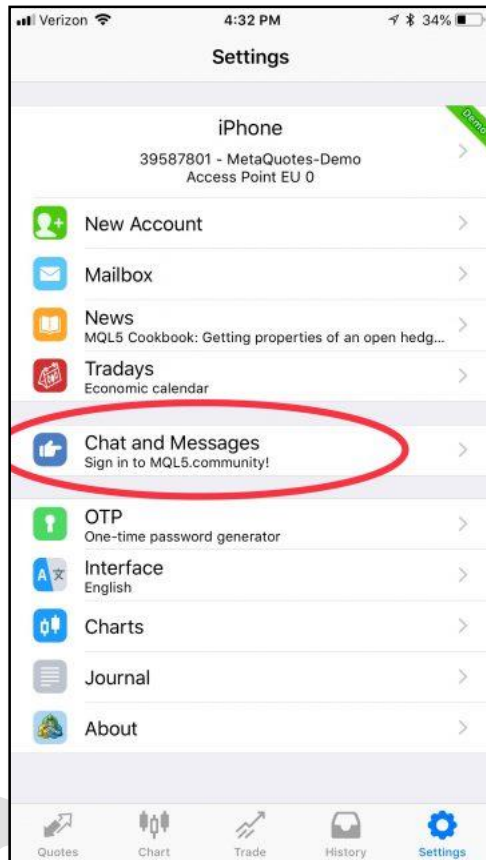 Verizon 4:32 PM 34%
Settings
iPhone
Demo
39587801 - MetaQuotes-Demo
Access Point EU 0
New Account
Mailbox
News
MQL5 Cookbook: Getting properties of an open hedg...
Tradays
Economic calendar
Chat and Messages
Sign in to MQL5.community!
OTP
One-time password generator
Interface
English
Charts
Journal
About
Quotes Chart Trade History Settings